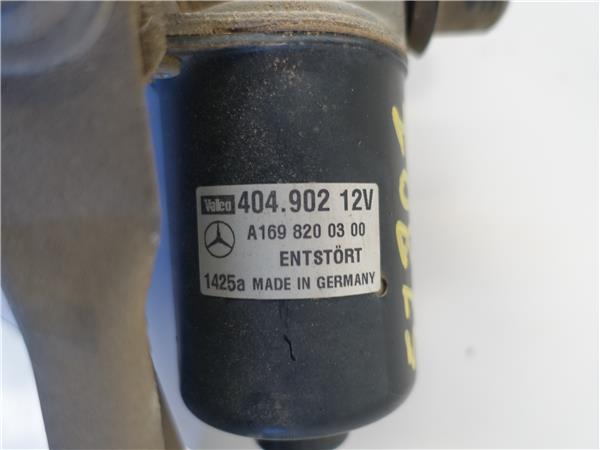 Valeo 404.902 12V
A169 820 03 00
ENTSTÖRT
1425a MADE IN GERMANY